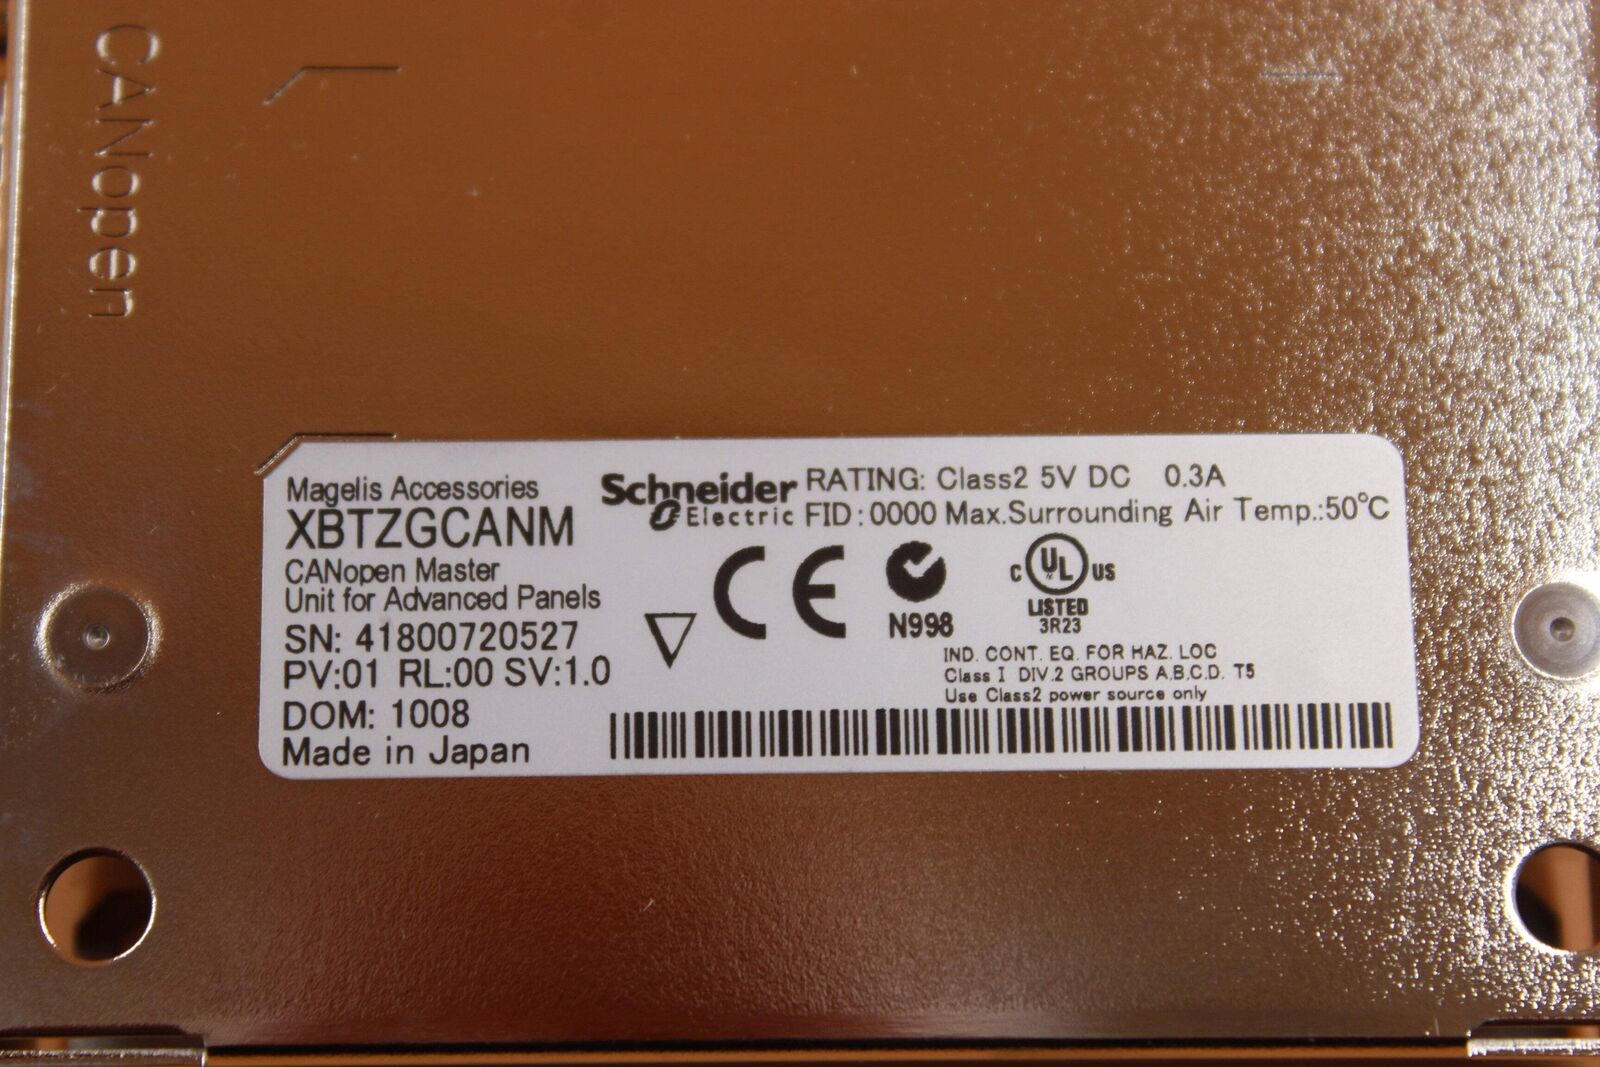 CANopen
Magelis Accessories
XBTZGCANM
CANopen Master
Unit for Advanced Panels
SN: 41800720527
PV:01 RL:00 SV:1.0
DOM: 1008
Made in Japan
Schneider
Electric
RATING: Class2 5V DC 0.3A
FID:0000 Max.Surrounding Air Temp.:50°C
CE
N998
C UL US
LISTED
3R23
IND. CONT. EQ. FOR HAZ. LOC
Class I DIV.2 GROUPS A.B.C.D. T5
Use Class2 power source only